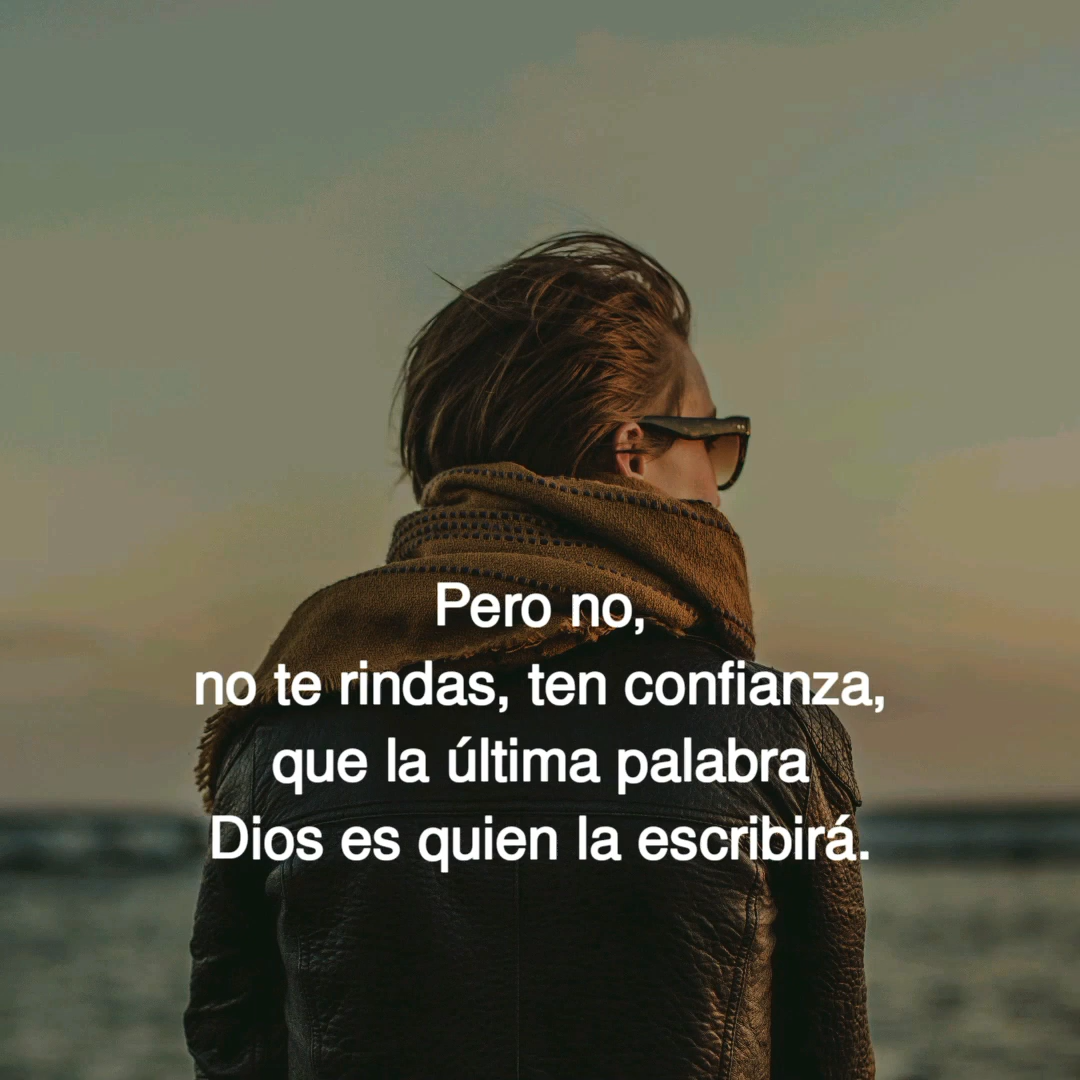 Pero no,
no te rindas, ten confianza,
que la última palabra
Dios es quien la escribirá.